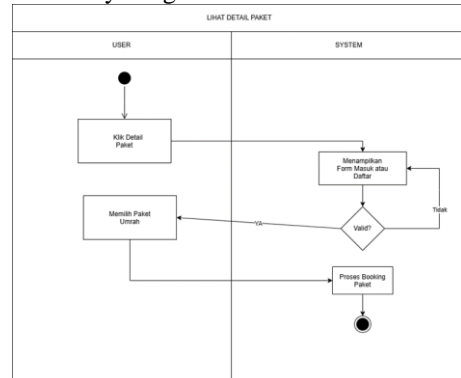 LIHAT DETAIL PAKET
USER
SYSTEM
Klik Detail
Paket
Menampilkan
Form Masuk atau
Daftar
Memilih Paket
Umrah
YA
Valid?
Tidak
Proses Booking
Paket